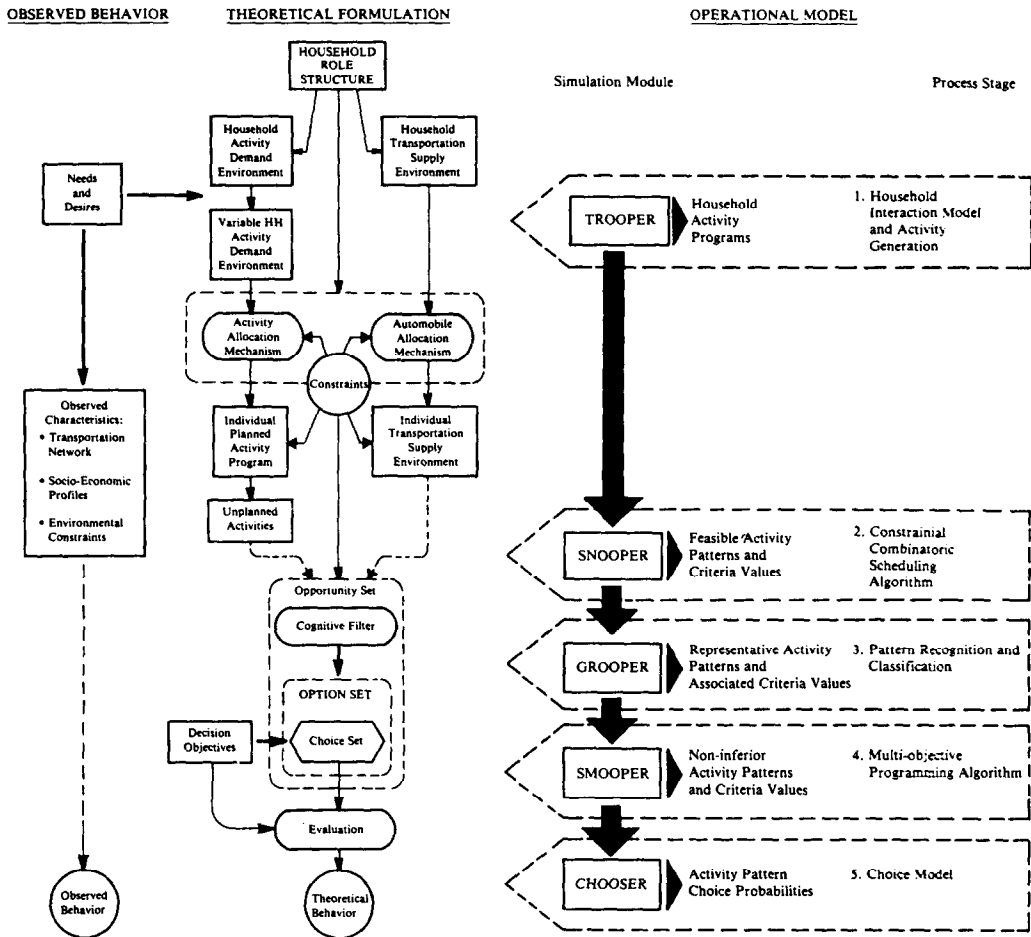 OBSERVED BEHAVIOR
THEORETICAL FORMULATION
OPERATIONAL MODEL
HOUSEHOLD
ROLE
STRUCTURE
Simulation Module
Process Stage
Household
Activity
Demand
Environment
Household
Transportation
Supply
Environment
Needs
and
Desires
Variable HH
Activity
Demand
Environment
Activity
Allocation
Mechanism
Automobile
Allocation
Mechanism
Constraints
Observed
Characteristics:
• Transportation
Network
• Socio-Economic
Profiles
• Environmental
Constraints
Individual
Planned
Activity
Program
Individual
Transportation
Supply
Environment
Unplanned
Activities
Opportunity Set
Cognitive Filter
OPTION SET
Decision
Objectives
Choice Set
Evaluation
Observed
Behavior
Theoretical
Behavior
TROOPER
Household
Activity
Programs
1. Household
Interaction Model
and Activity
Generation
SNOOPER
Feasible Activity
Patterns and
Criteria Values
2. Constrainial
Combinatoric
Scheduling
Algorithm
GROOPER
Representative Activity
Patterns and
Associated Criteria Values
3. Pattern Recognition and
Classification
SMOOPER
Non-inferior
Activity Patterns
and Criteria Values
4. Multi-objective
Programming Algorithm
CHOOSER
Activity Pattern
Choice Probabilities
5. Choice Model